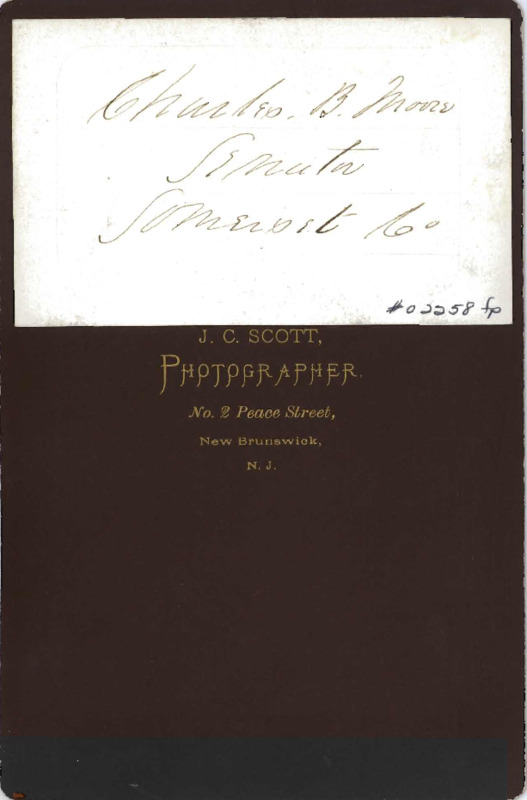 Charles. B. Moore
Senator
Somerset Co
#02258 fp
J. C. SCOTT,
PHOTOGRAPHER.
No. 2 Peace Street,
New Brunswick,
N. J.